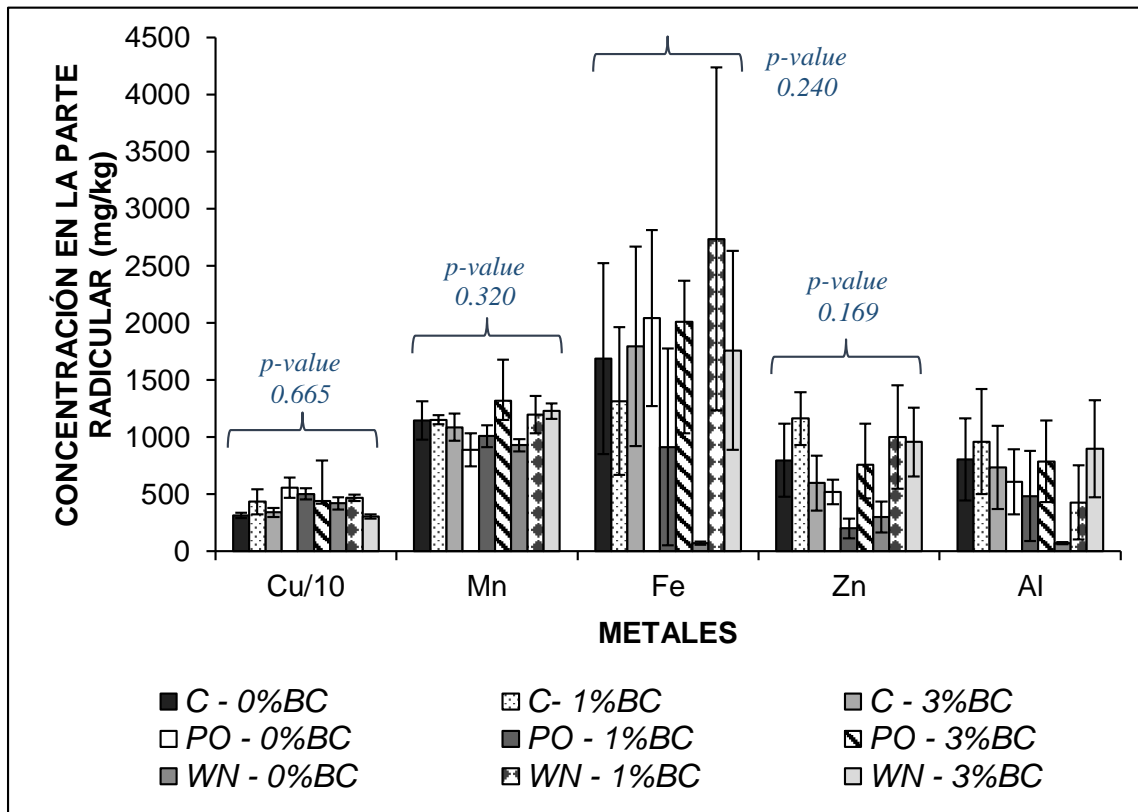 CONCENTRACIÓN EN LA PARTE
RADICULAR (mg/kg)
4500
4000
3500
3000
2500
2000
1500
1000
500
0
p-value
0.665
p-value
0.320
p-value
0.240
p-value
0.169
Cu/10 Mn Fe Zn Al
METALES
C - 0%BC C- 1%BC C - 3%BC
PO - 0%BC PO - 1%BC PO - 3%BC
WN - 0%BC WN - 1%BC WN - 3%BC